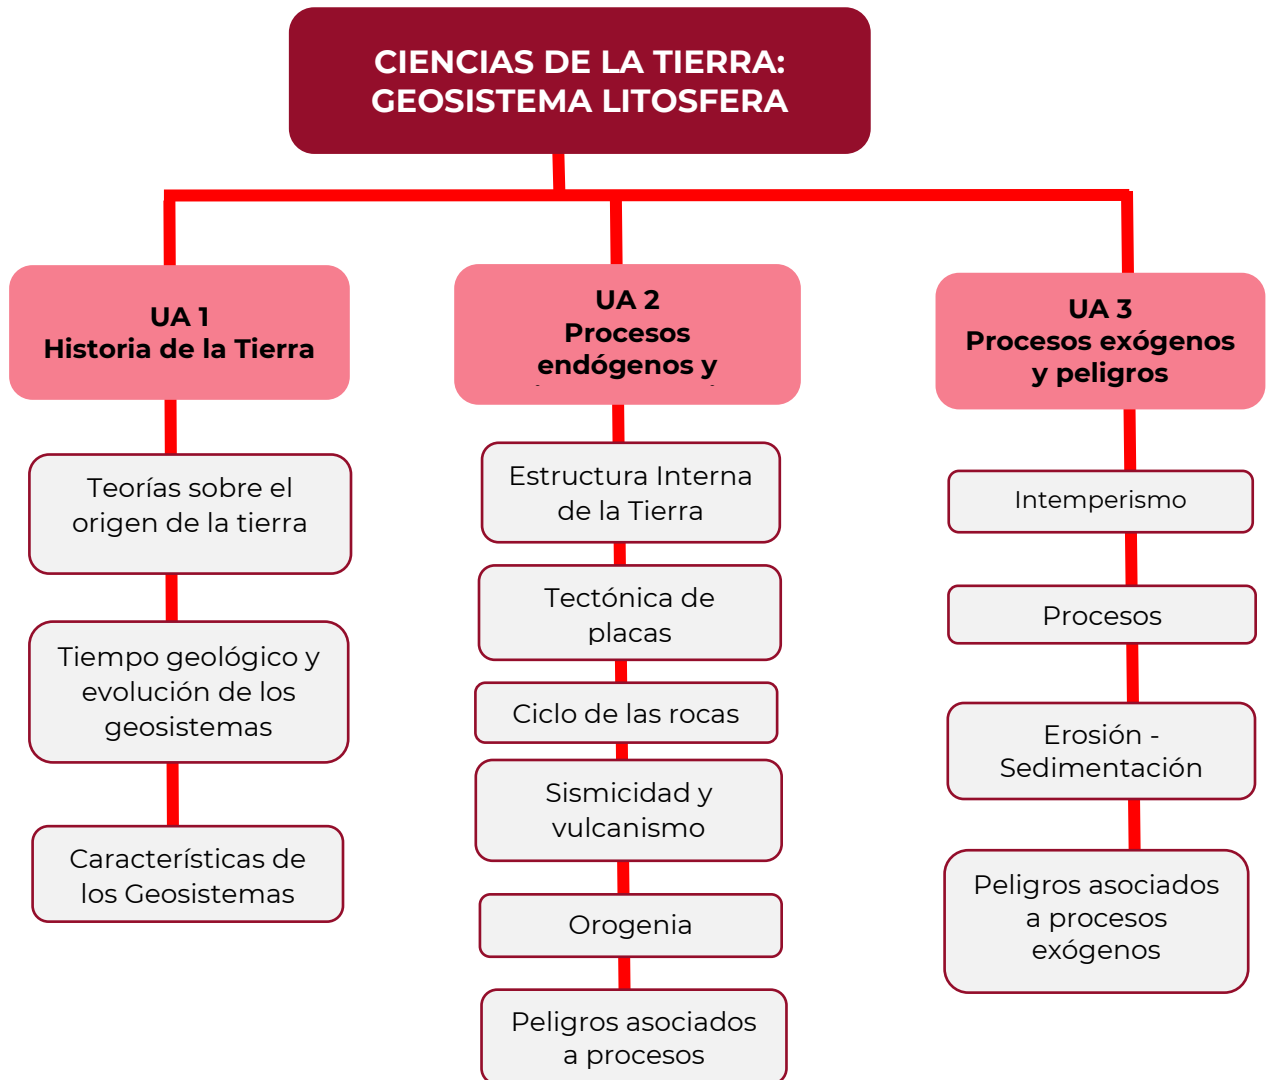 CIENCIAS DE LA TIERRA:
GEOSISTEMA LITOSFERA
UA 1
Historia de la Tierra
Teorías sobre el
origen de la tierra
Tiempo geológico y
evolución de los
geosistemas
Características de
los Geosistemas
UA 2
Procesos
endógenos y
Estructura Interna
de la Tierra
Tectónica de
placas
Ciclo de las rocas
Sismicidad y
vulcanismo
Orogenia
Peligros asociados
a procesos
UA 3
Procesos exógenos
y peligros
Intemperismo
Procesos
Erosión -
Sedimentación
Peligros asociados
a procesos
exógenos